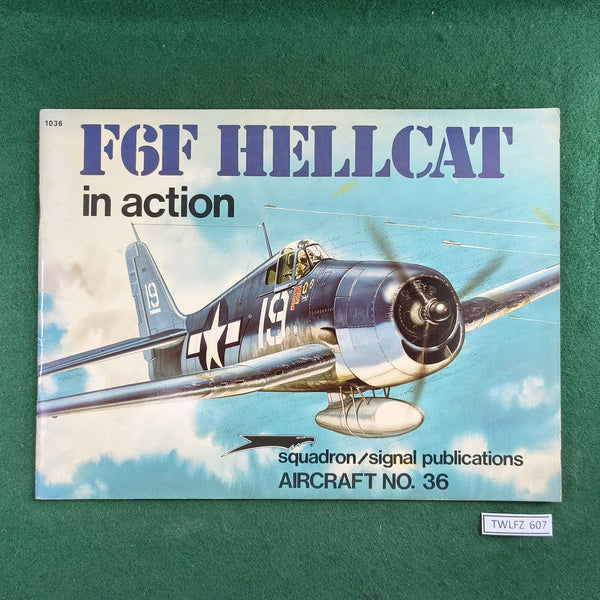 1036
F6F HELLCAT
in action
19
19
squadron/signal publications
AIRCRAFT NO. 36
TWLFZ 607